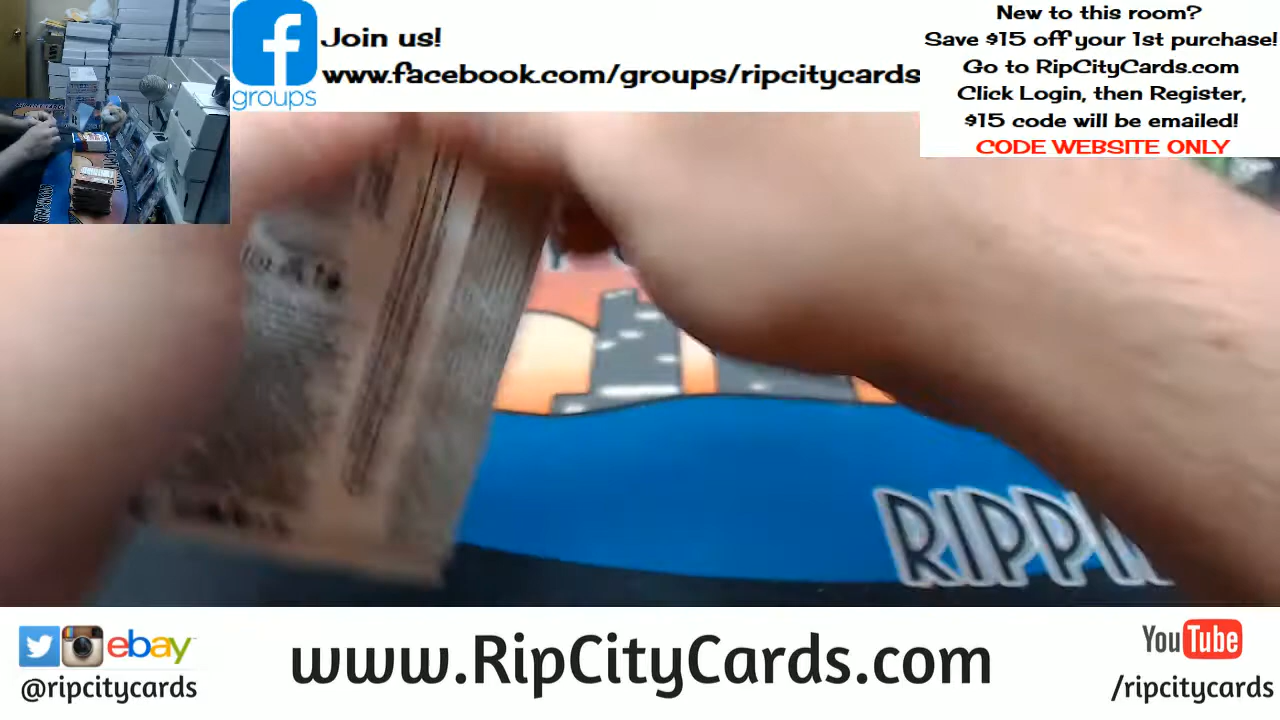 Join us!
www.facebook.com/groups/ripcitycards
groups
New to this room?
Save $15 off your 1st purchase!
Go to RipCityCards.com
Click Login, then Register,
$15 code will be emailed!
CODE WEBSITE ONLY
RIPPI
ebay
@ripcitycards
www.RipCityCards.com
YouTube
/ripcitycards